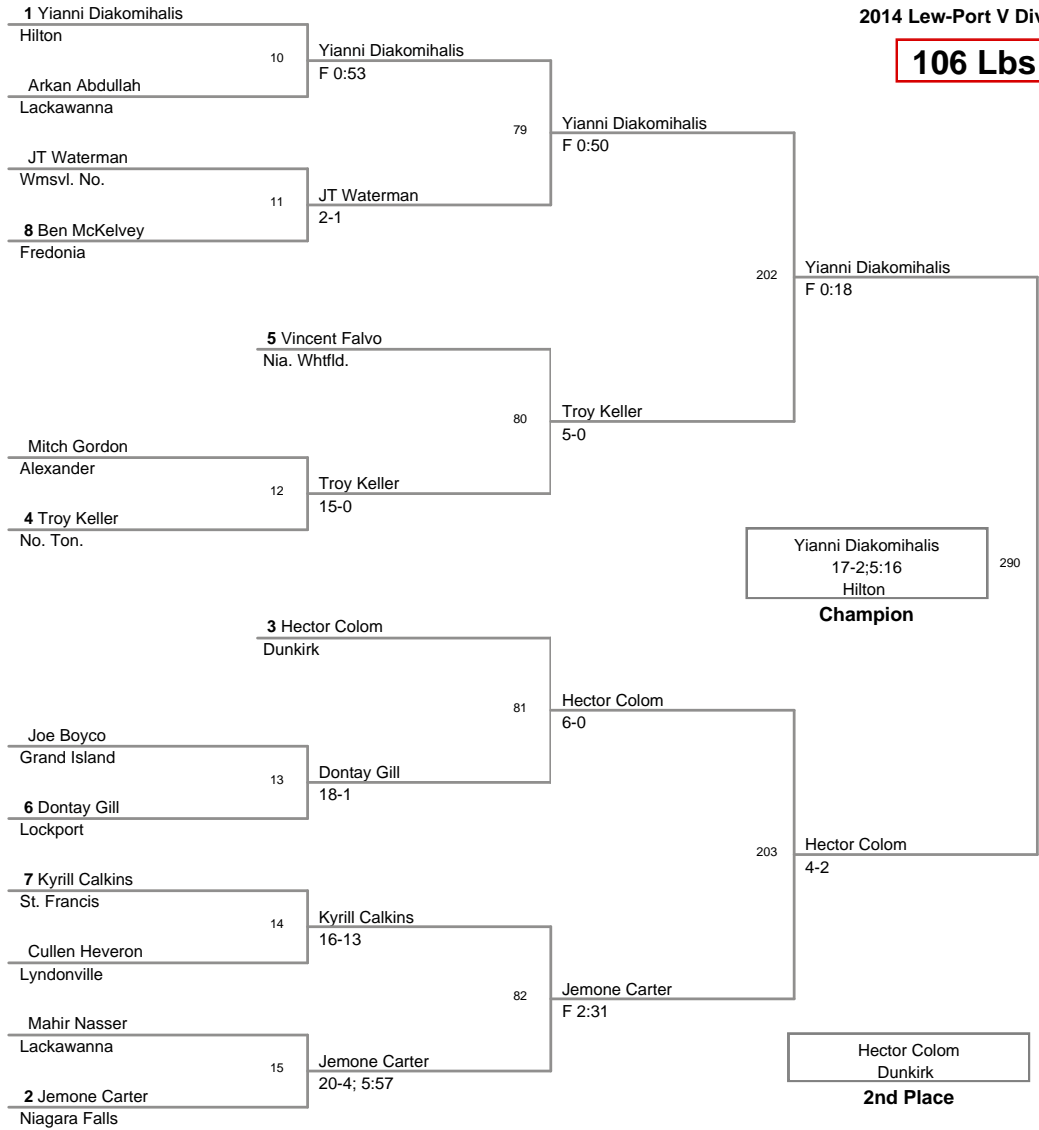 2014 Lew-Port V Div
106 Lbs
1 Yianni Diakomihalis
Hilton
10
Yianni Diakomihalis
F 0:53
Arkan Abdullah
Lackawanna
79
Yianni Diakomihalis
F 0:50
JT Waterman
Wmsvl. No.
11
JT Waterman
2-1
8 Ben McKelvey
Fredonia
202
Yianni Diakomihalis
F 0:18
5 Vincent Falvo
Nia. Whtfld.
80
Troy Keller
5-0
Mitch Gordon
Alexander
12
Troy Keller
15-0
4 Troy Keller
No. Ton.
Yianni Diakomihalis
17-2;5:16
Hilton
290
Champion
3 Hector Colom
Dunkirk
81
Hector Colom
6-0
Joe Boyco
Grand Island
13
Dontay Gill
18-1
6 Dontay Gill
Lockport
203
Hector Colom
4-2
7 Kyrill Calkins
St. Francis
14
Kyrill Calkins
16-13
Cullen Heveron
Lyndonville
82
Jemone Carter
F 2:31
Mahir Nasser
Lackawanna
15
Jemone Carter
20-4; 5:57
2 Jemone Carter
Niagara Falls
Hector Colom
Dunkirk
2nd Place